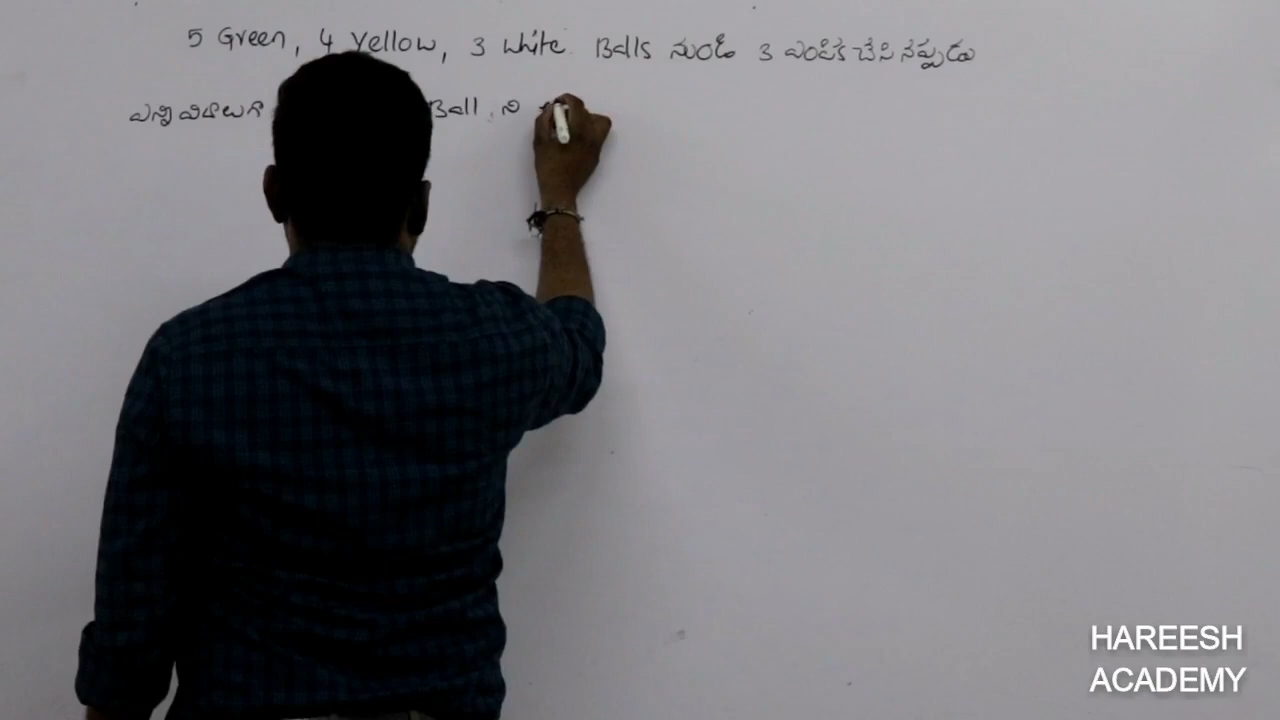 5 Green, 4 Yellow, 3 white Balls నుండి 3 ఎంపిక చేసినప్పుడు
ఎన్ని విధాలుగా Ball ని
HAREESH
ACADEMY